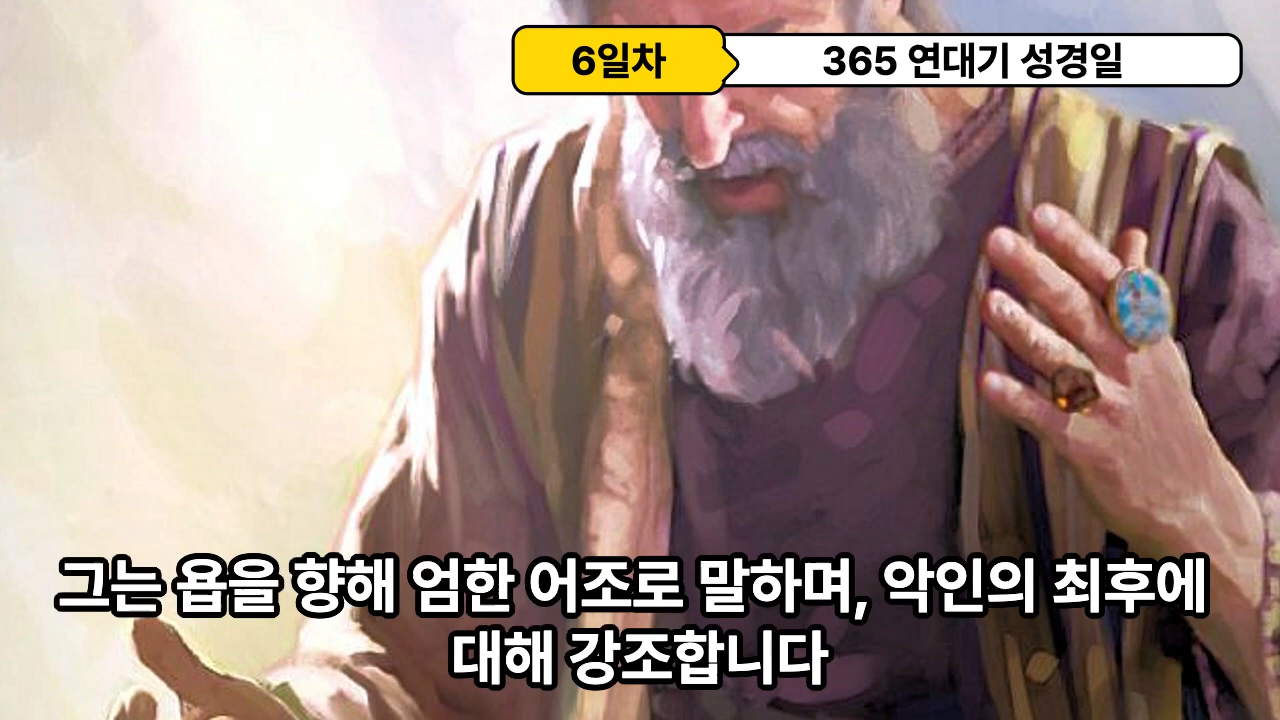 6일차
365 연대기 성경일
그는 욥을 향해 엄한 어조로 말하며, 악인의 최후에
대해 강조합니다